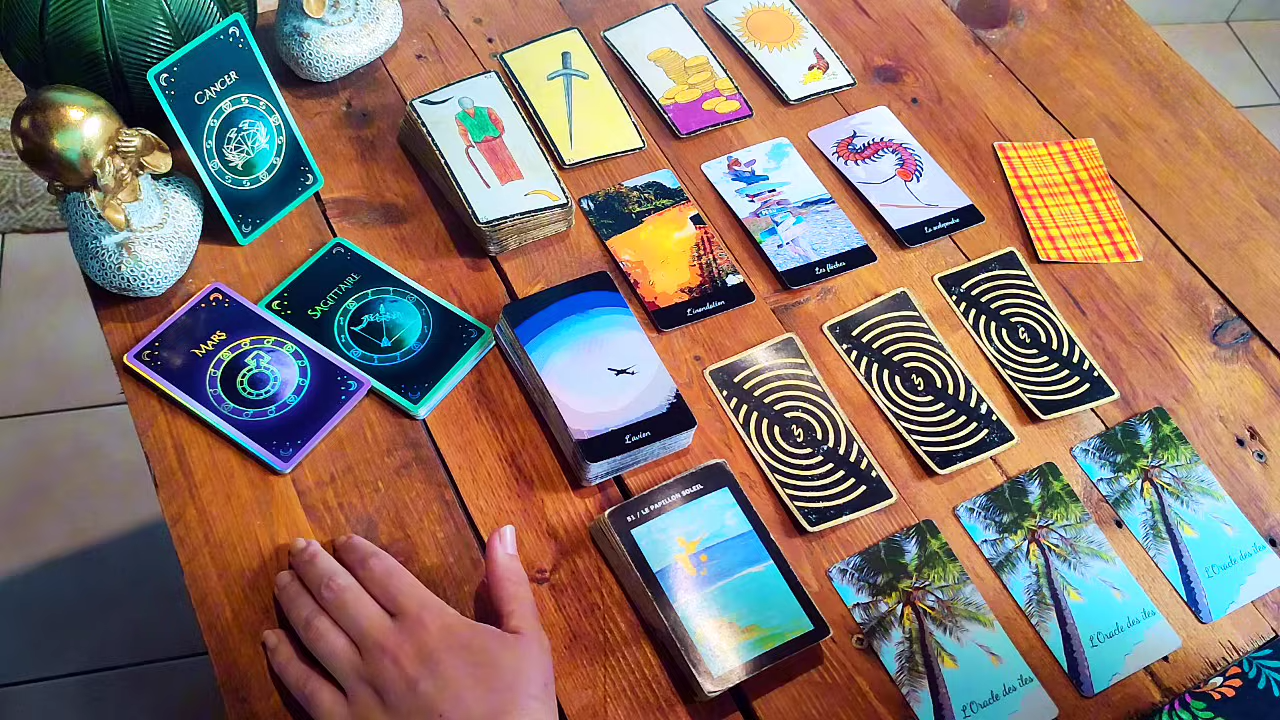 CANCER
SAGITTAIRE
MARS
L'inondation
Les flèches
La scolopendre
L'avion
51 / LE PAPILLON SOLEIL
L'Oracle des îles
L'Oracle des îles
L'Oracle des îles